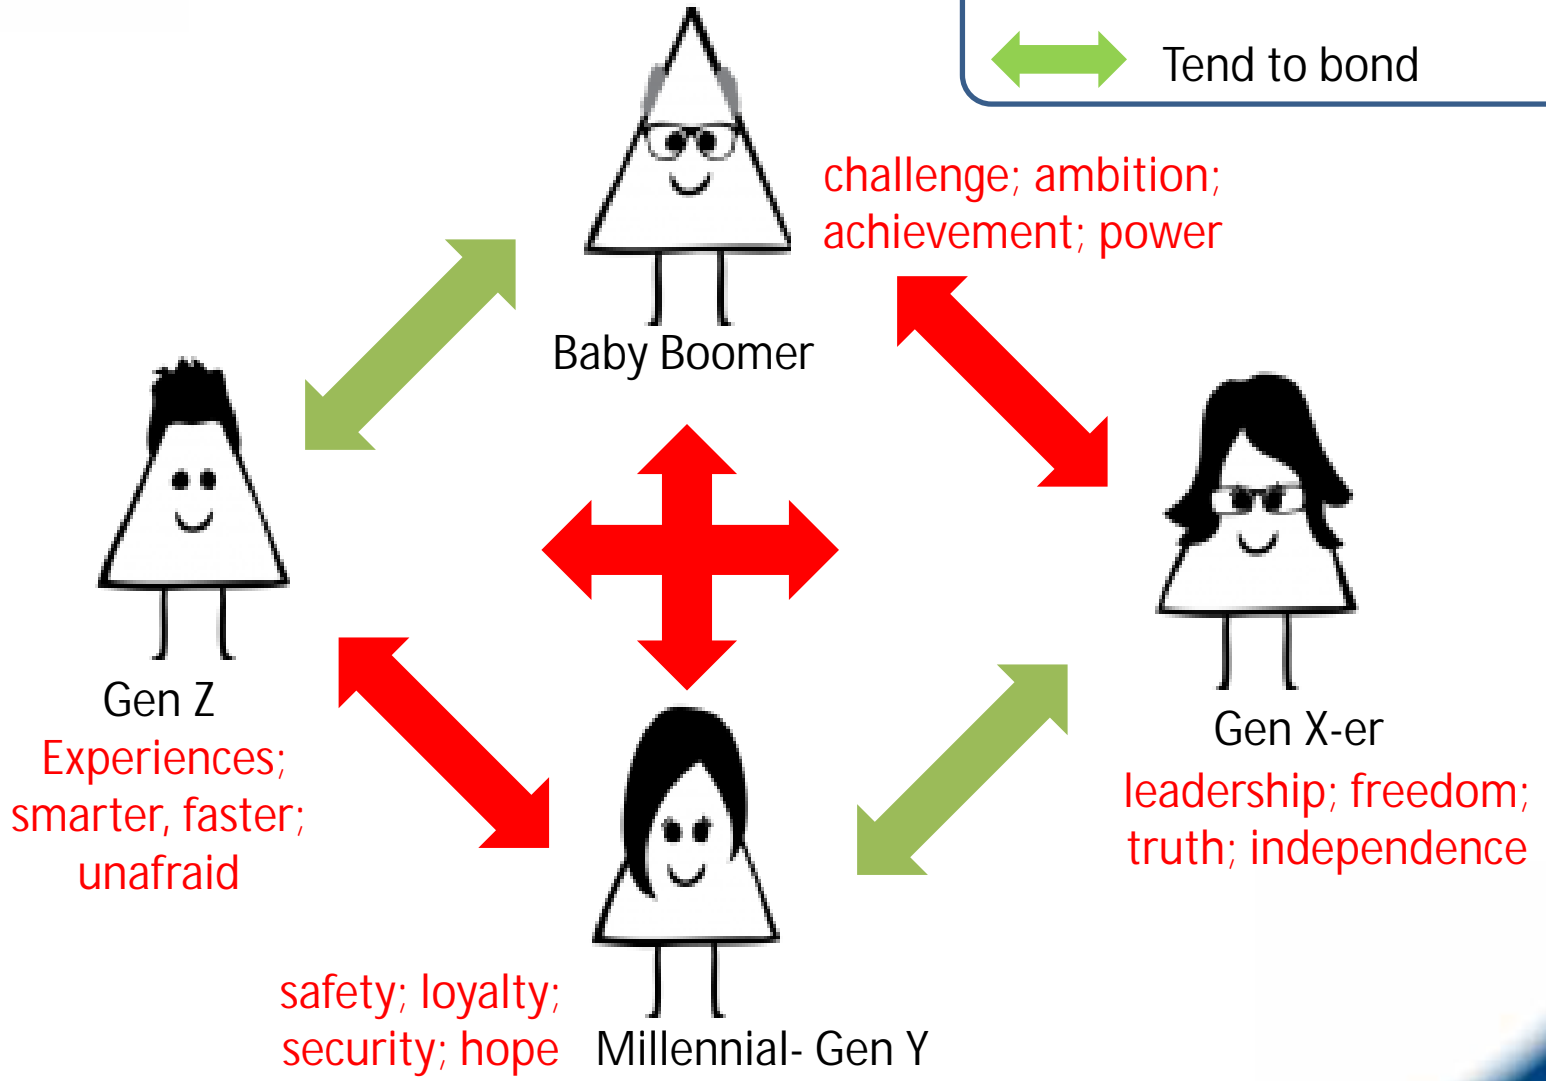 Tend to bond
challenge; ambition;
achievement; power
Baby Boomer
Gen Z
Experiences;
smarter, faster;
unafraid
Gen X-er
leadership; freedom;
truth; independence
safety; loyalty;
security; hope
Millennial- Gen Y